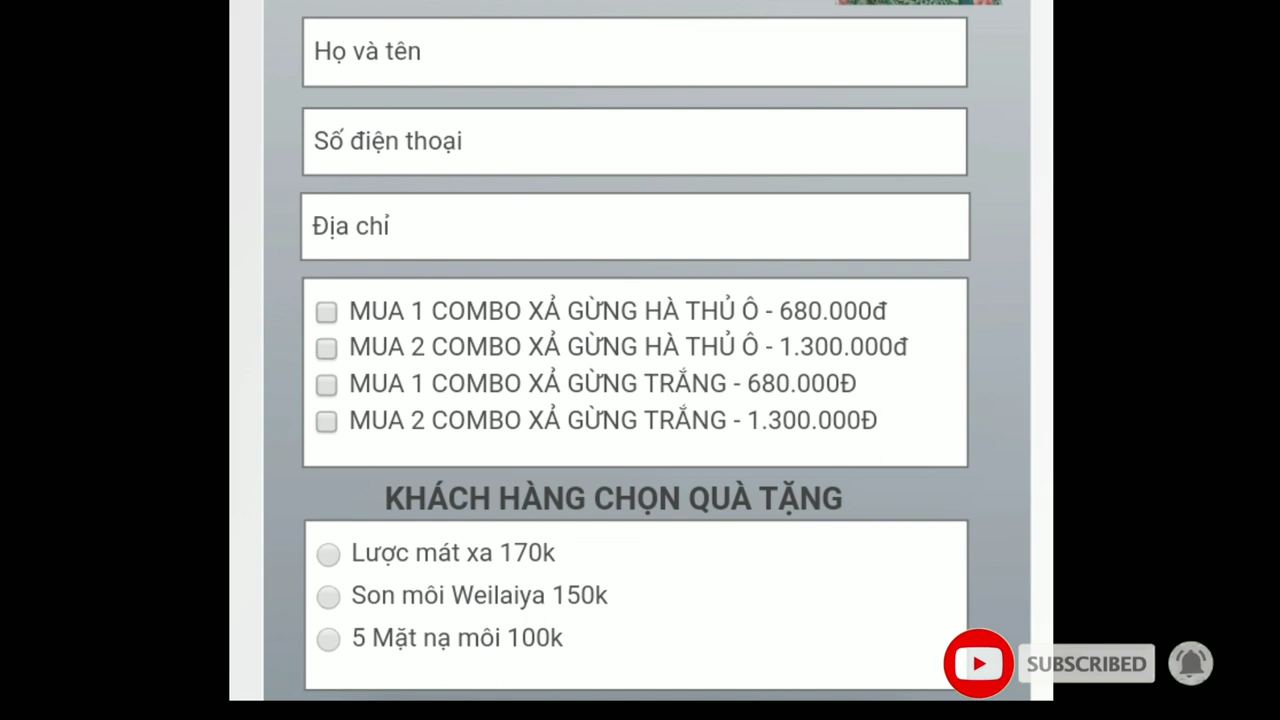 Họ và tên
Số điện thoại
Địa chỉ
MUA 1 COMBO XẢ GỪNG HÀ THỦ Ô - 680.000đ
MUA 2 COMBO XẢ GỪNG HÀ THỦ Ô - 1.300.000đ
MUA 1 COMBO XẢ GỪNG TRẮNG - 680.000Đ
MUA 2 COMBO XẢ GỪNG TRẮNG - 1.300.000Đ
KHÁCH HÀNG CHỌN QUÀ TẶNG
Lược mát xa 170k
Son môi Weilaiya 150k
5 Mặt nạ môi 100k
SUBSCRIBED